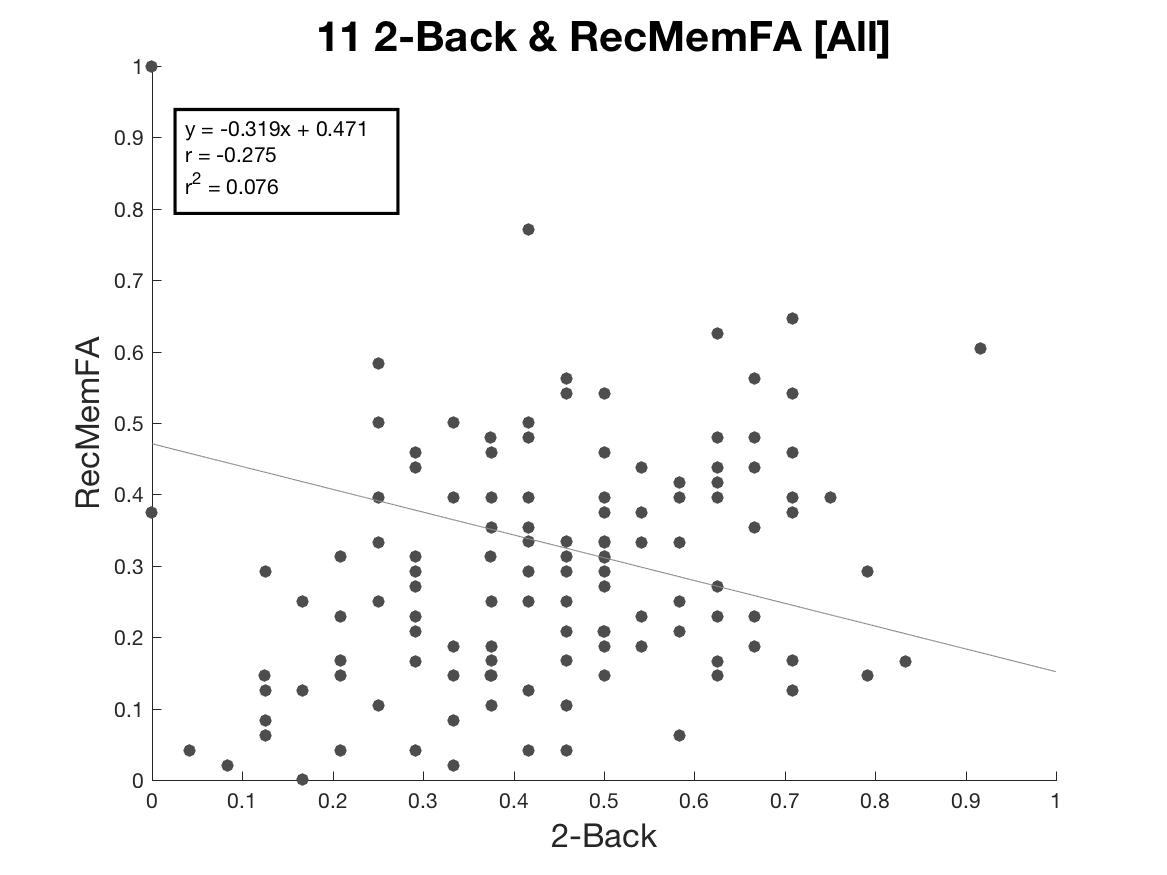 11 2-Back & RecMemFA [All]
y = -0.319x + 0.471
r = -0.275
r² = 0.076
RecMemFA
1
0.9
0.8
0.7
0.6
0.5
0.4
0.3
0.2
0.1
0
0 0.1 0.2 0.3 0.4 0.5 0.6 0.7 0.8 0.9 1
2-Back